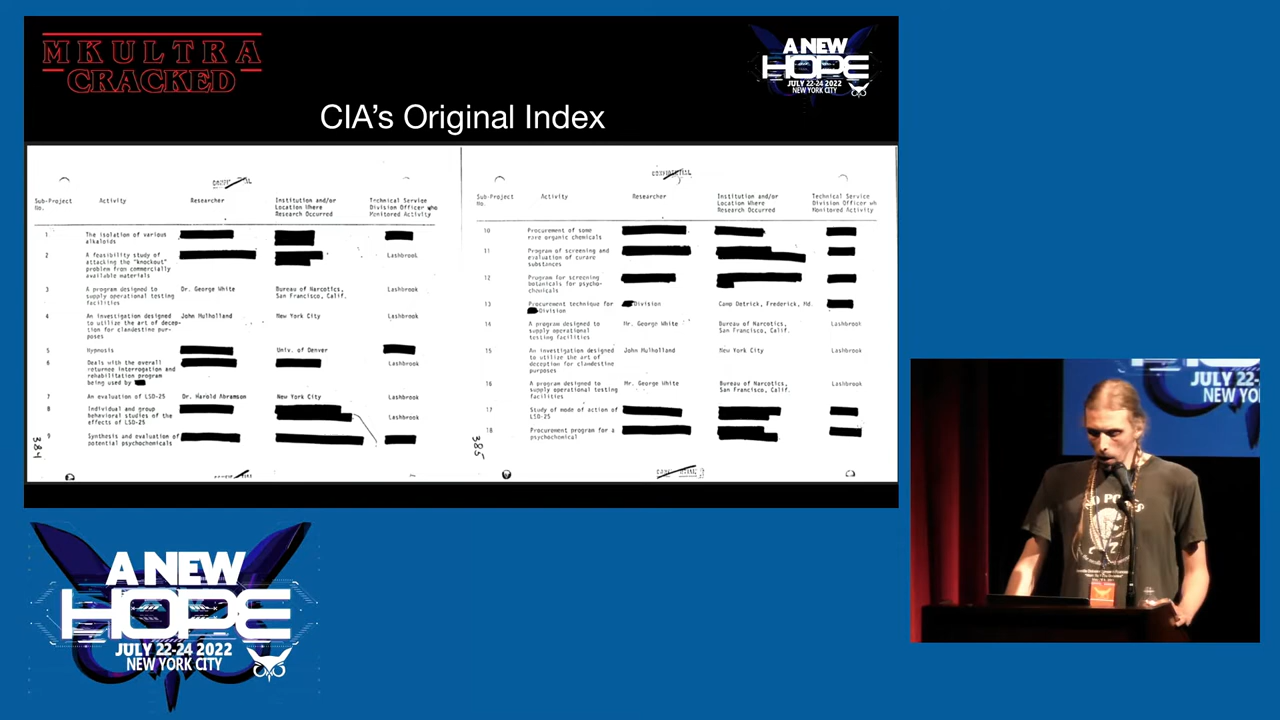 MKULTRA
CRACKED
A NEW
HOPE
JULY 22-24 2022
NEW YORK CITY
CIA's Original Index
Sub-Project No.
Activity
Researcher
Institution and/or
Location Where
Research Occurred
Technical Service
Division Officer who
Monitored Activity
1
The isolation of various
alkaloids
2
A feasibility study of
attacking the "knockout"
problem from commercially
available materials
Lashbrook
3
A program designed to
supply operational testing
facilities
Dr. George White
Bureau of Narcotics,
San Francisco, Calif.
Lashbrook
4
An investigation designed
to utilize the art of decep-
tion for clandestine pur-
poses
John Mulholland
New York City
Lashbrook
5
Hypnosis
Univ. of Denver
6
Deals with the overall
returnee interrogation and
rehabilitation program
being used by
Lashbrook
7
An evaluation of LSD-25
Dr. Harold Abramson
New York City
Lashbrook
8
Individual and group
behavioral studies of the
effects of LSD-25
Lashbrook
9
Synthesis and evaluation of
potential psychochemicals
384
CONFIDENTIAL
Sub-Project
No.
Activity
Researcher
Institution and/or
Location Where
Research Occurred
Technical Service
Division Officer wh
Monitored Activity
10
Procurement of some
rare organic chemicals
11
Program of screening and
evaluation of curare
substances
12
Program for screening
botanicals for psycho-
chemicals
13
Procurement technique for
Division
Division
Camp Detrick, Frederick, Md.
14
A program designed to
supply operational
testing facilities
Mr. George White
Bureau of Narcotics,
San Francisco, Calif.
Lashbrook
15
An investigation designed
to utilize the art of
deception for clandestine
purposes
John Mulholland
New York City
Lashbrook
16
A program designed to
supply operational testing
facilities
Mr. George White
Bureau of Narcotics,
San Francisco, Calif.
Lashbrook
17
Study of mode of action of
LSD-25
18
Procurement program for a
psychochemical
385
A NEW
HOPE
JULY 22-24 2022
NEW YORK CITY
JULY 22-
NEW YO